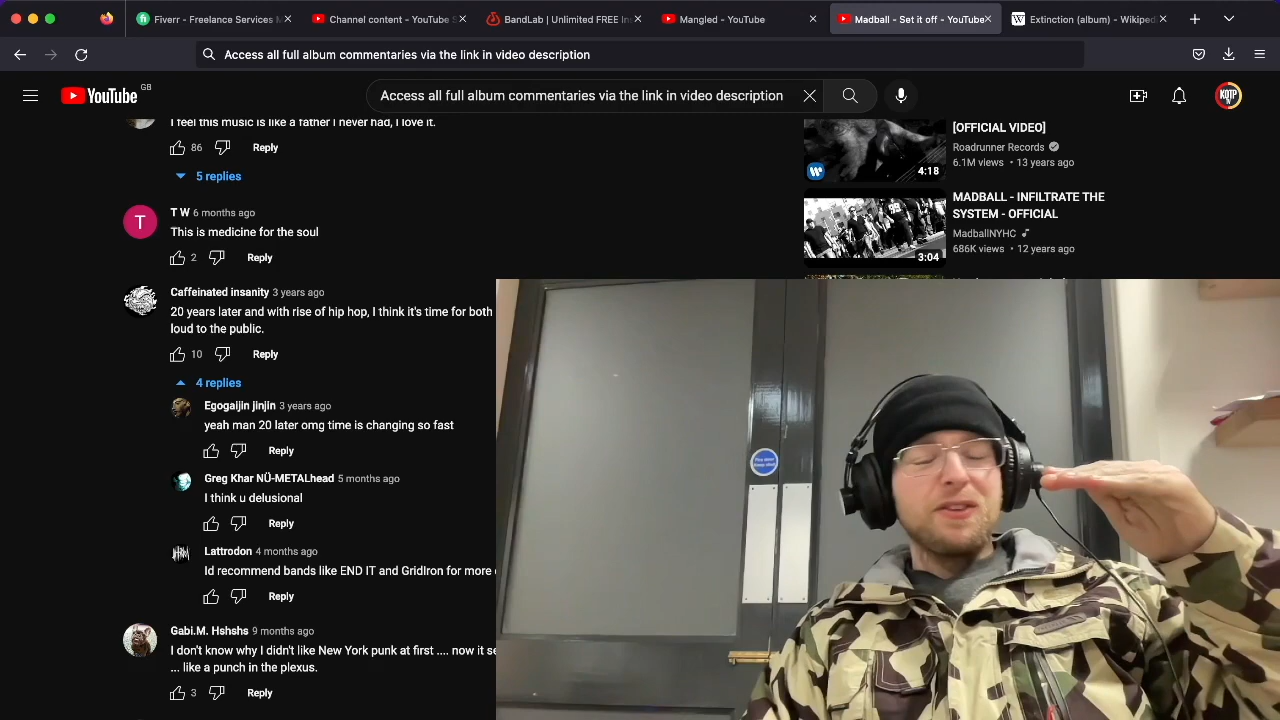 Fiverr - Freelance Services M
Channel content - YouTube S
BandLab | Unlimited FREE In
Mangled - YouTube
Madball - Set it off - YouTube
Extinction (album) - Wikiped
Access all full album commentaries via the link in video description
YouTube GB
Access all full album commentaries via the link in video description
I feel this music is like a father I never had, I love it.
86 Reply
5 replies
T W 6 months ago
T
This is medicine for the soul
2 Reply
Caffeinated insanity 3 years ago
20 years later and with rise of hip hop, I think it's time for both
loud to the public.
10 Reply
4 replies
Egogaijin jinjin 3 years ago
yeah man 20 later omg time is changing so fast
Reply
Greg Khar NÜ-METALhead 5 months ago
I think u delusional
Reply
Lattrodon 4 months ago
Id recommend bands like END IT and GridIron for more
Reply
Gabi.M. Hshshs 9 months ago
I don't know why I didn't like New York punk at first .... now it se
... like a punch in the plexus.
3 Reply
[OFFICIAL VIDEO]
Roadrunner Records
6.1M views • 13 years ago
4:18
MADBALL - INFILTRATE THE
SYSTEM - OFFICIAL
MadballNYHC
686K views • 12 years ago
3:04